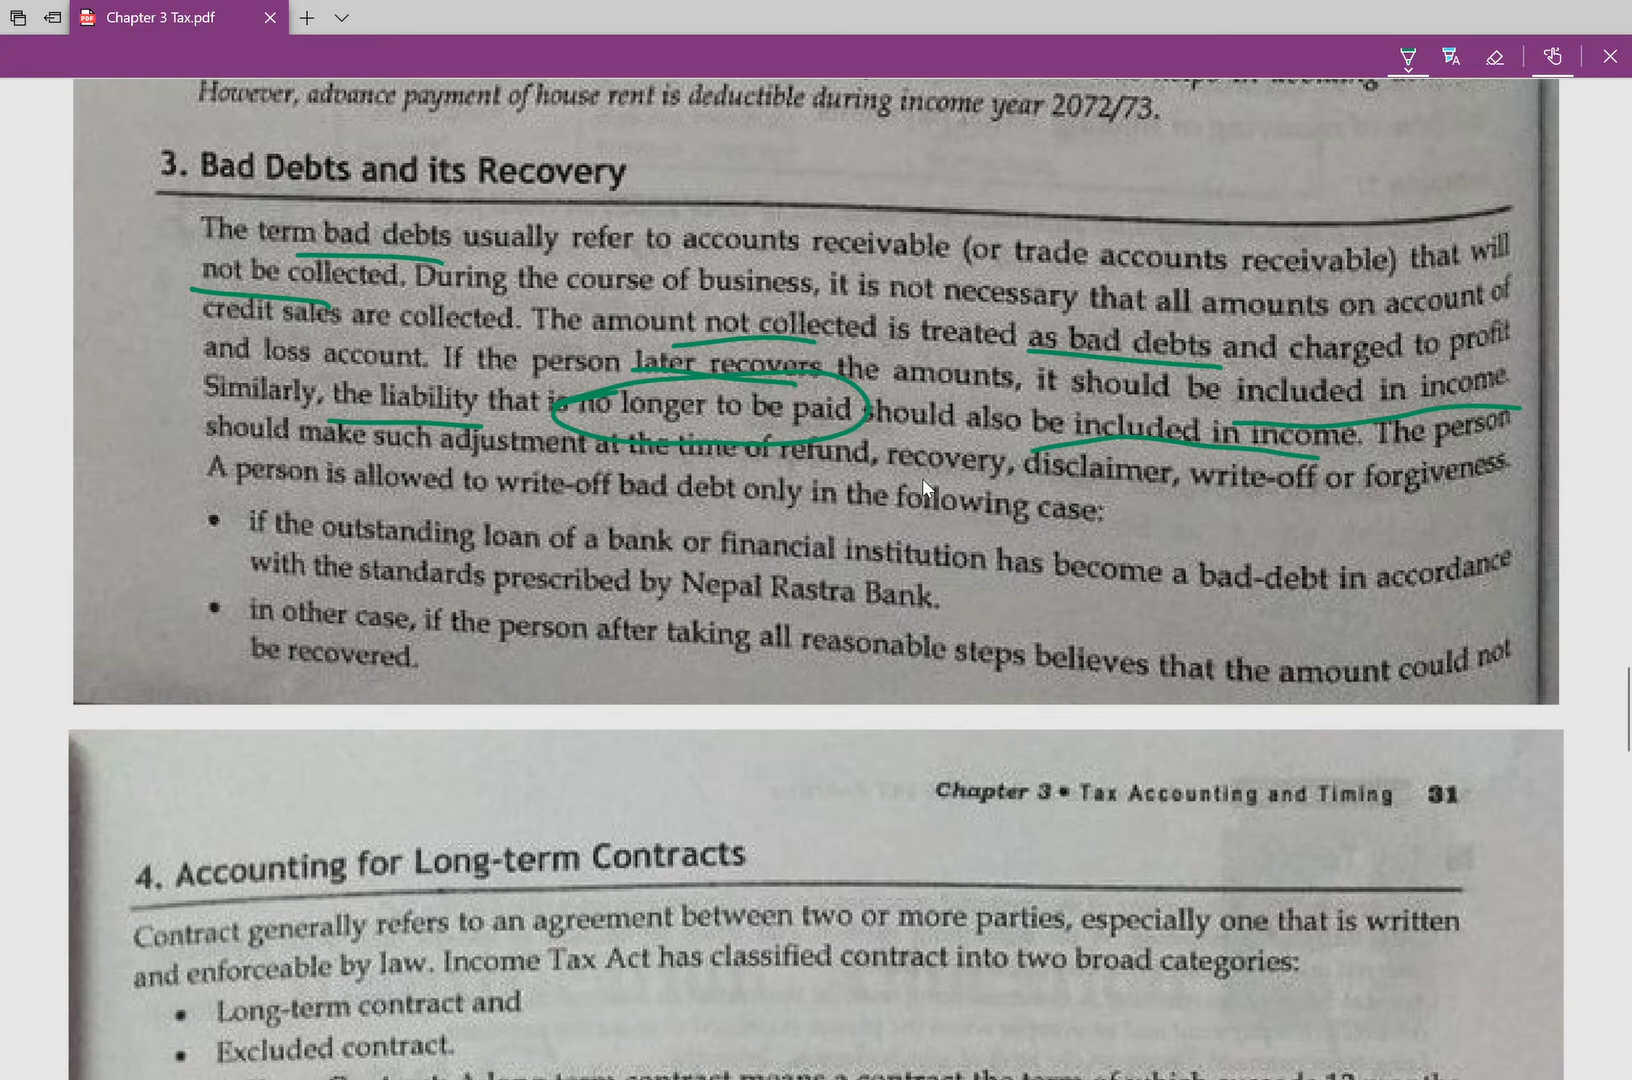 Chapter 3 Tax.pdf
However, advance payment of house rent is deductible during income year 2072/73.
3. Bad Debts and its Recovery
The term bad debts usually refer to accounts receivable (or trade accounts receivable) that will
not be collected. During the course of business, it is not necessary that all amounts on account of
credit sales are collected. The amount not collected is treated as bad debts and charged to profit
and loss account. If the person later recovers the amounts, it should be included in income.
Similarly, the liability that is no longer to be paid should also be included in income. The person
should make such adjustment at the time of refund, recovery, disclaimer, write-off or forgiveness.
A person is allowed to write-off bad debt only in the following case:
• if the outstanding loan of a bank or financial institution has become a bad-debt in accordance
with the standards prescribed by Nepal Rastra Bank.
• in other case, if the person after taking all reasonable steps believes that the amount could not
be recovered.
Chapter 3 • Tax Accounting and Timing 31
4. Accounting for Long-term Contracts
Contract generally refers to an agreement between two or more parties, especially one that is written
and enforceable by law. Income Tax Act has classified contract into two broad categories:
• Long-term contract and
• Excluded contract.